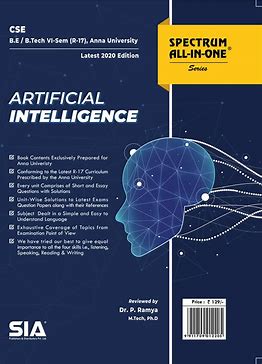 CSE
B.E / B.Tech VI-Sem (R-17), Anna University
Latest 2020 Edition
SPECTRUM
ALL-IN-ONE®
Series
ARTIFICIAL
INTELLIGENCE
Book Contents Exclusively Prepared for
Anna Univeristy
Conforming to the Latest R-17 Curriculum
Prescribed by the Anna University
Every unit Comprises of Short and Essay
Questions with Solutions
Unit-Wise Solutions to Latest Exams
Question Papers along with their References
Subject Dealt in a Simple and Easy to
Understand Language
Exhaustive Coverage of Topics from
Examination Point of View
We have tried our best to give equal
importance to all the four skills i.e., listening,
Speaking, Reading & Writing
Reviewed by
Dr. P. Ramya
M.Tech, Ph.D
Price : ₹ 129/-
SIA
Publishers & Distributors Pvt. Ltd.